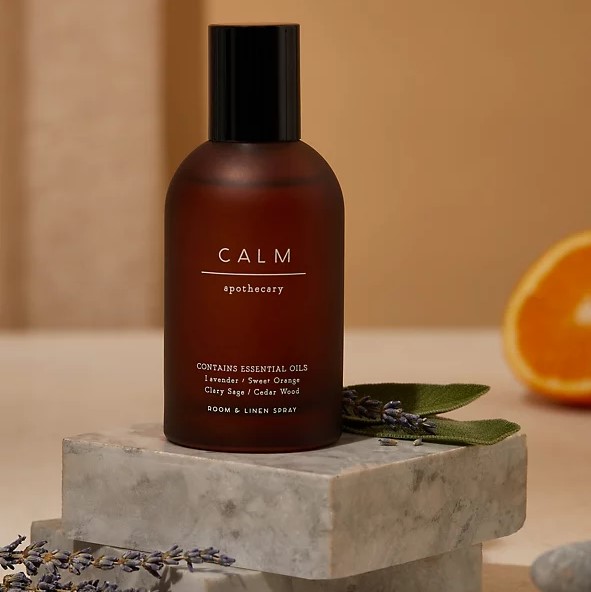 CALM
apothecary
CONTAINS ESSENTIAL OILS
Lavender / Sweet Orange
Clary Sage / Cedar Wood
ROOM & LINEN SPRAY